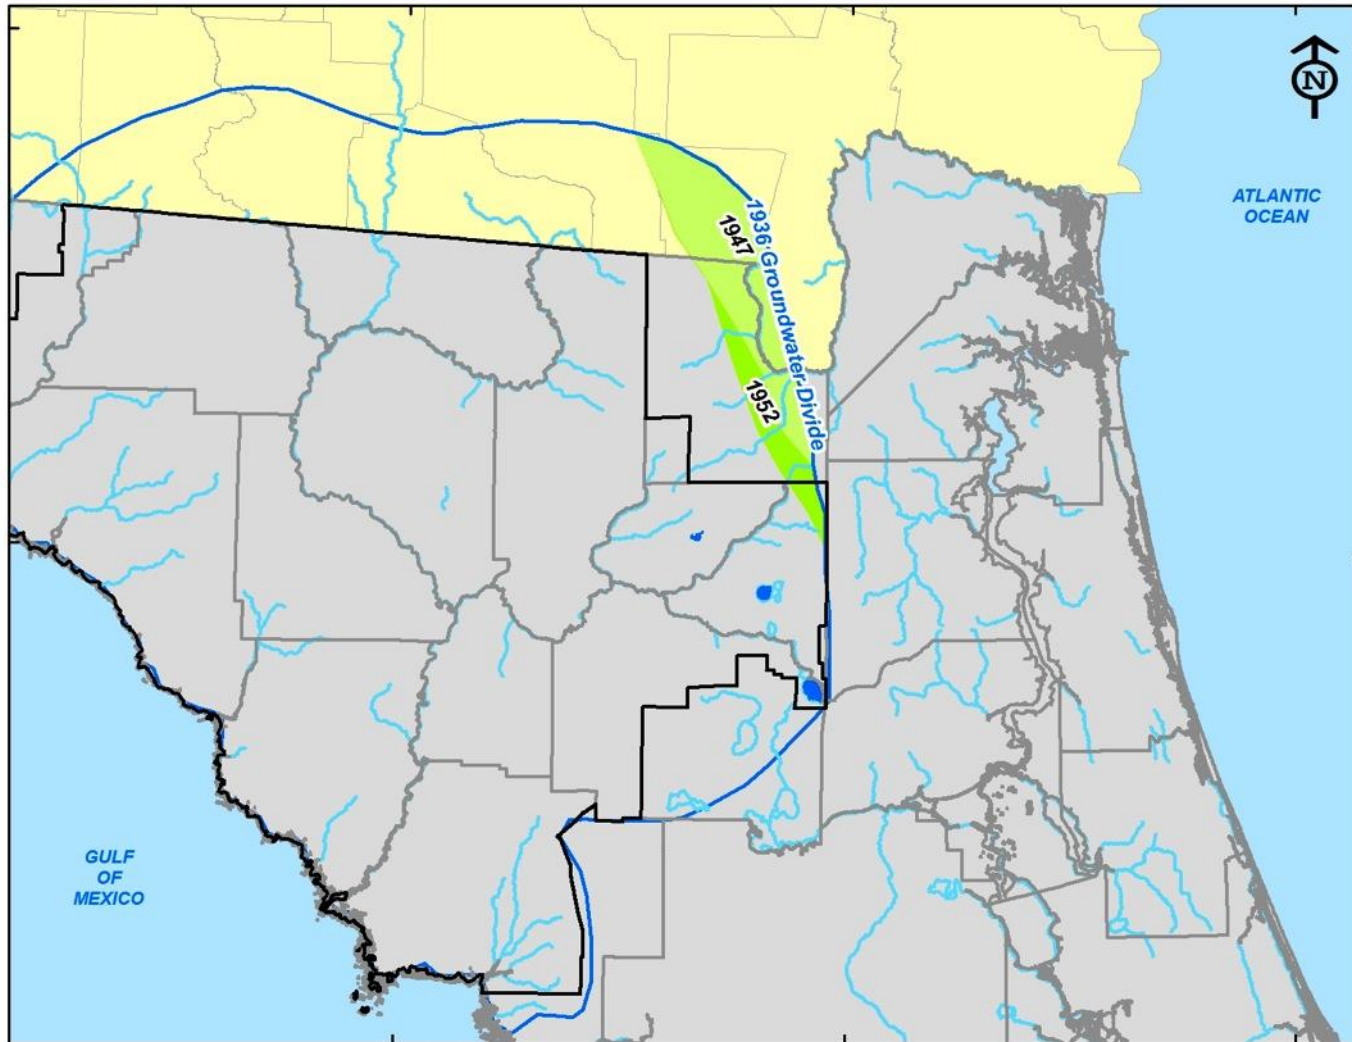 N
ATLANTIC
OCEAN
1936 Groundwater Divide
1947
1952
GULF
OF
MEXICO